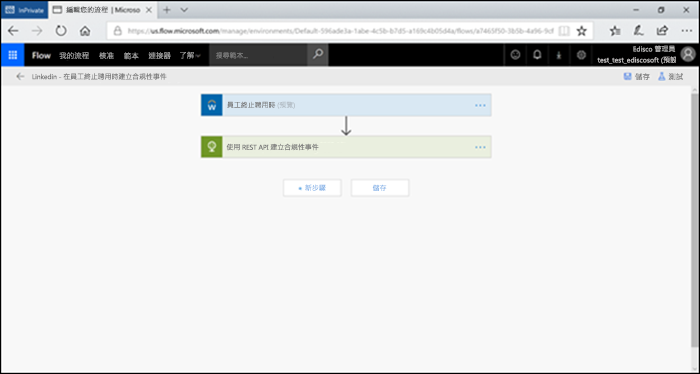 InPrivate
編輯您的流程 | Microso
https://us.flow.microsoft.com/manage/environments/Default-596ade3a-1abe-4c5b-b7d5-a169c6b05d4a/flows/a7465f50-3b5b-4a96-9cf
Flow 我的流程 核准 範本 連接器 了解 搜尋範本...
Edisco 管理員
test_test_ediscosoft (預設
Linkedin - 在員工終止聘用時建立合規性事件 儲存 測試
員工終止聘用時 (預覽)
使用 REST API 建立合規性事件
+ 新步驟 儲存